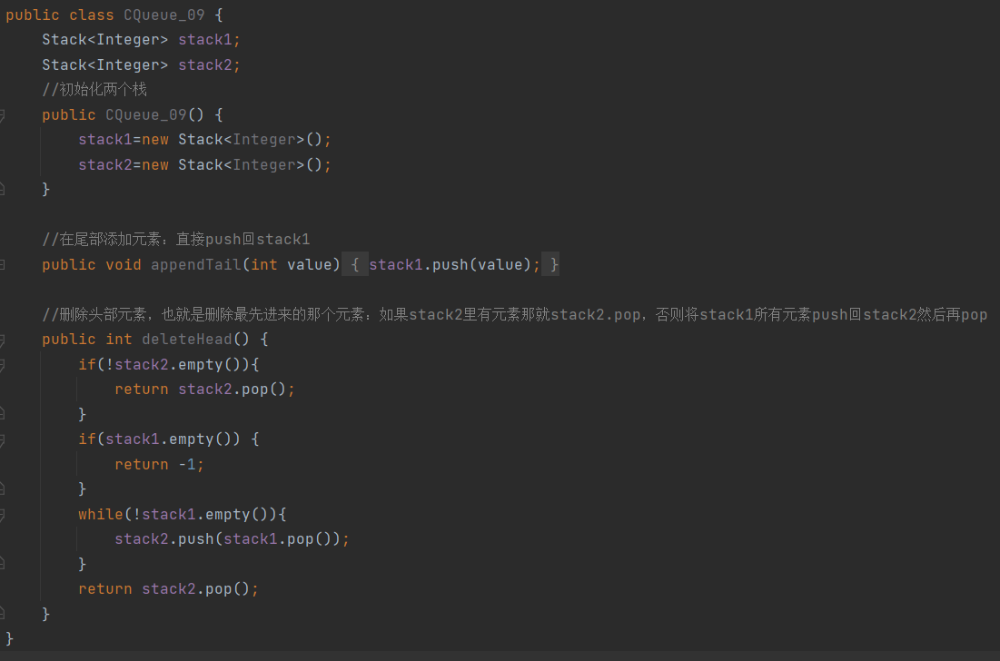 public class CQueue_09 {
    Stack<Integer> stack1;
    Stack<Integer> stack2;
    //初始化两个栈
    public CQueue_09() {
        stack1=new Stack<Integer>();
        stack2=new Stack<Integer>();
    }
    //在尾部添加元素：直接push回stack1
    public void appendTail(int value) { stack1.push(value); }
    //删除头部元素，也就是删除最先进来的那个元素：如果stack2里有元素那就stack2.pop，否则将stack1所有元素push回stack2然后再pop
    public int deleteHead() {
        if(!stack2.empty()){
            return stack2.pop();
        }
        if(stack1.empty()) {
            return -1;
        }
        while(!stack1.empty()){
            stack2.push(stack1.pop());
        }
        return stack2.pop();
    }
}